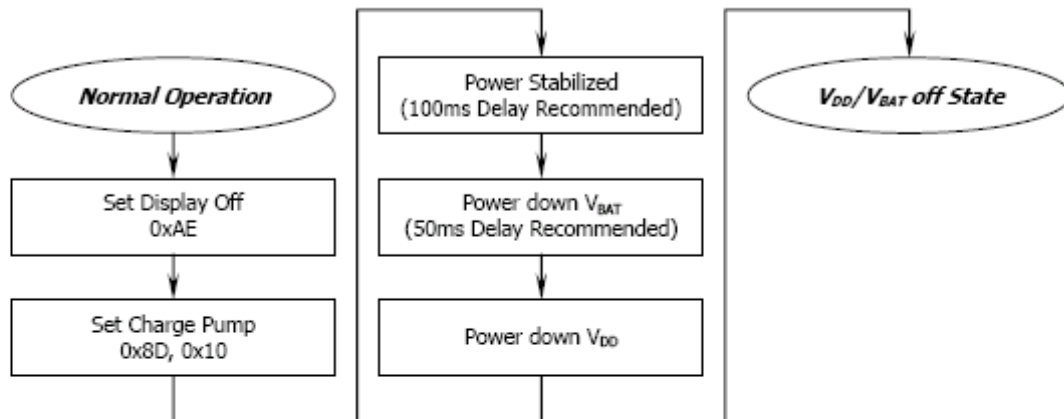 Normal Operation
Set Display Off
0xAE
Set Charge Pump
0x8D, 0x10
Power Stabilized
(100ms Delay Recommended)
Power down VBAT
(50ms Delay Recommended)
Power down VDD
VDD/VBAT off State